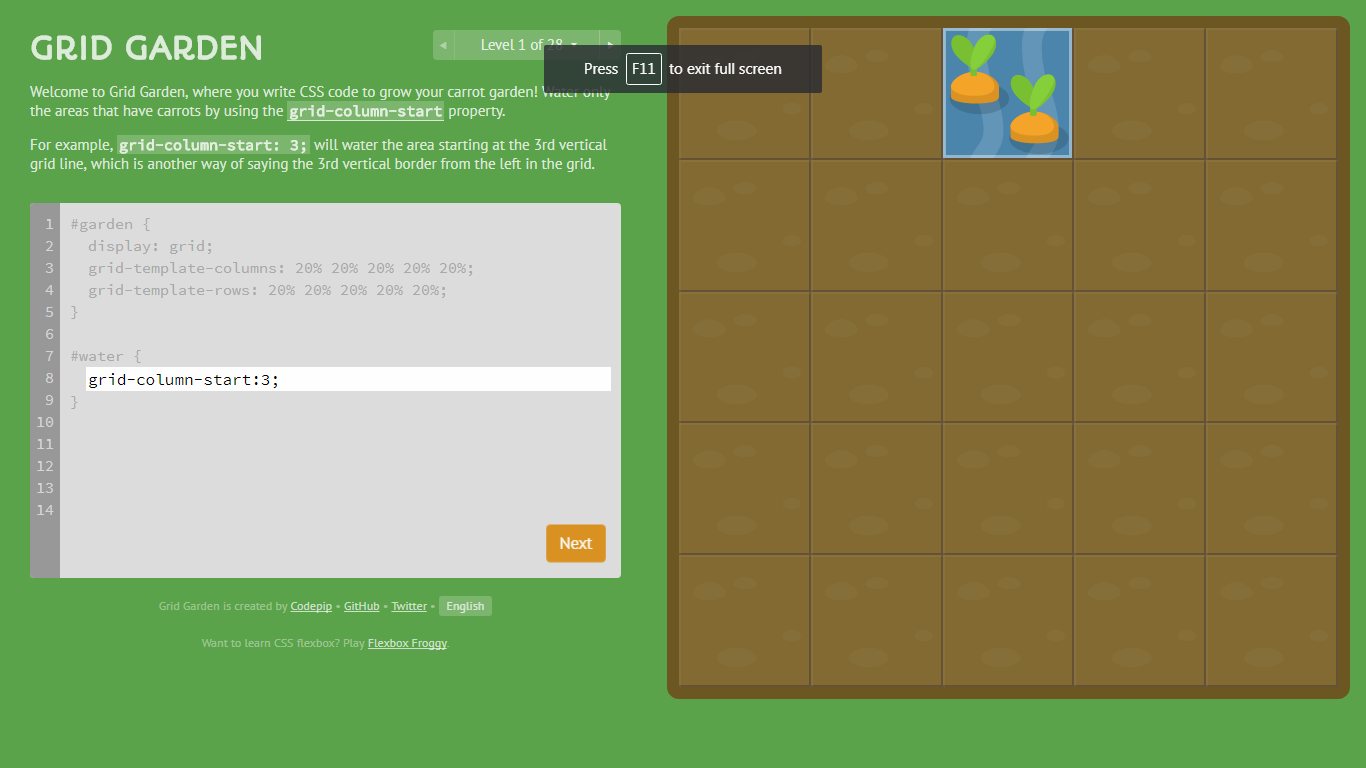 GRID GARDEN
Level 1 of 28
Press F11 to exit full screen
Welcome to Grid Garden, where you write CSS code to grow your carrot garden! Water only
the areas that have carrots by using the grid-column-start property.
For example, grid-column-start: 3; will water the area starting at the 3rd vertical
grid line, which is another way of saying the 3rd vertical border from the left in the grid.
1 #garden {
2 display: grid;
3 grid-template-columns: 20% 20% 20% 20% 20%;
4 grid-template-rows: 20% 20% 20% 20% 20%;
5 }
6
7 #water {
8 grid-column-start:3;
9 }
10
11
12
13
14
Next
Grid Garden is created by Codepip • GitHub • Twitter • English
Want to learn CSS flexbox? Play Flexbox Froggy.